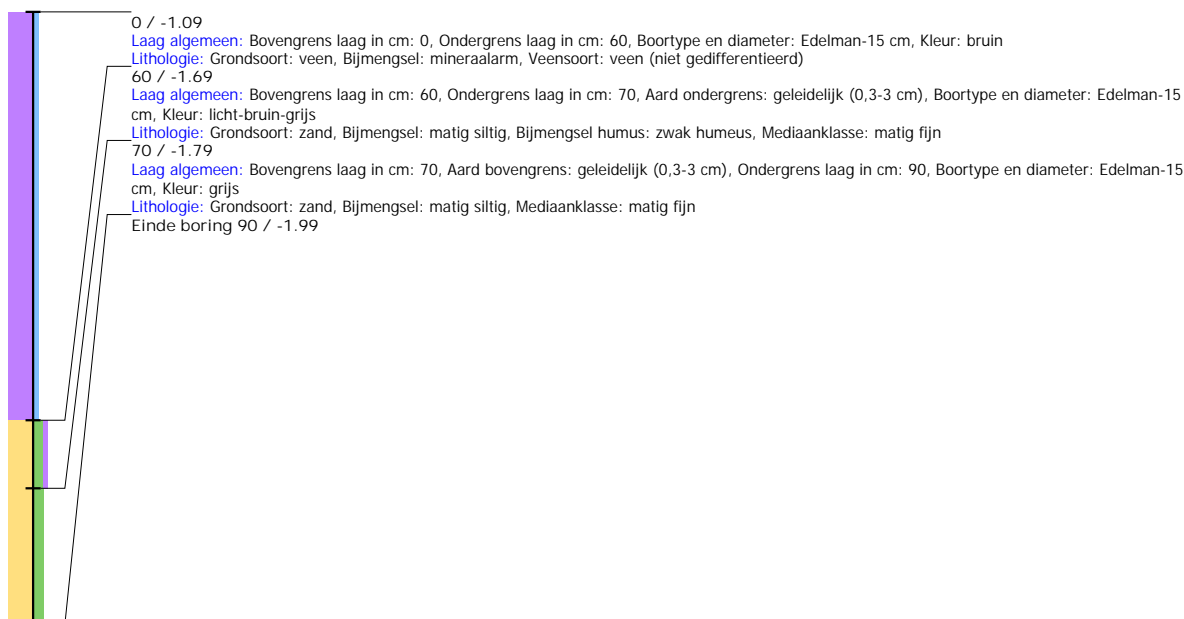 0 / -1.09
Laag algemeen: Bovengrens laag in cm: 0, Ondergrens laag in cm: 60, Boortype en diameter: Edelman-15 cm, Kleur: bruin
Lithologie: Grondsoort: veen, Bijmengsel: mineraalarm, Veensoort: veen (niet gedifferentieerd)
60 / -1.69
Laag algemeen: Bovengrens laag in cm: 60, Ondergrens laag in cm: 70, Aard ondergrens: geleidelijk (0,3-3 cm), Boortype en diameter: Edelman-15
cm, Kleur: licht-bruin-grijs
Lithologie: Grondsoort: zand, Bijmengsel: matig siltig, Bijmengsel humus: zwak humeus, Mediaanklasse: matig fijn
70 / -1.79
Laag algemeen: Bovengrens laag in cm: 70, Aard bovengrens: geleidelijk (0,3-3 cm), Ondergrens laag in cm: 90, Boortype en diameter: Edelman-15
cm, Kleur: grijs
Lithologie: Grondsoort: zand, Bijmengsel: matig siltig, Mediaanklasse: matig fijn
Einde boring 90 / -1.99